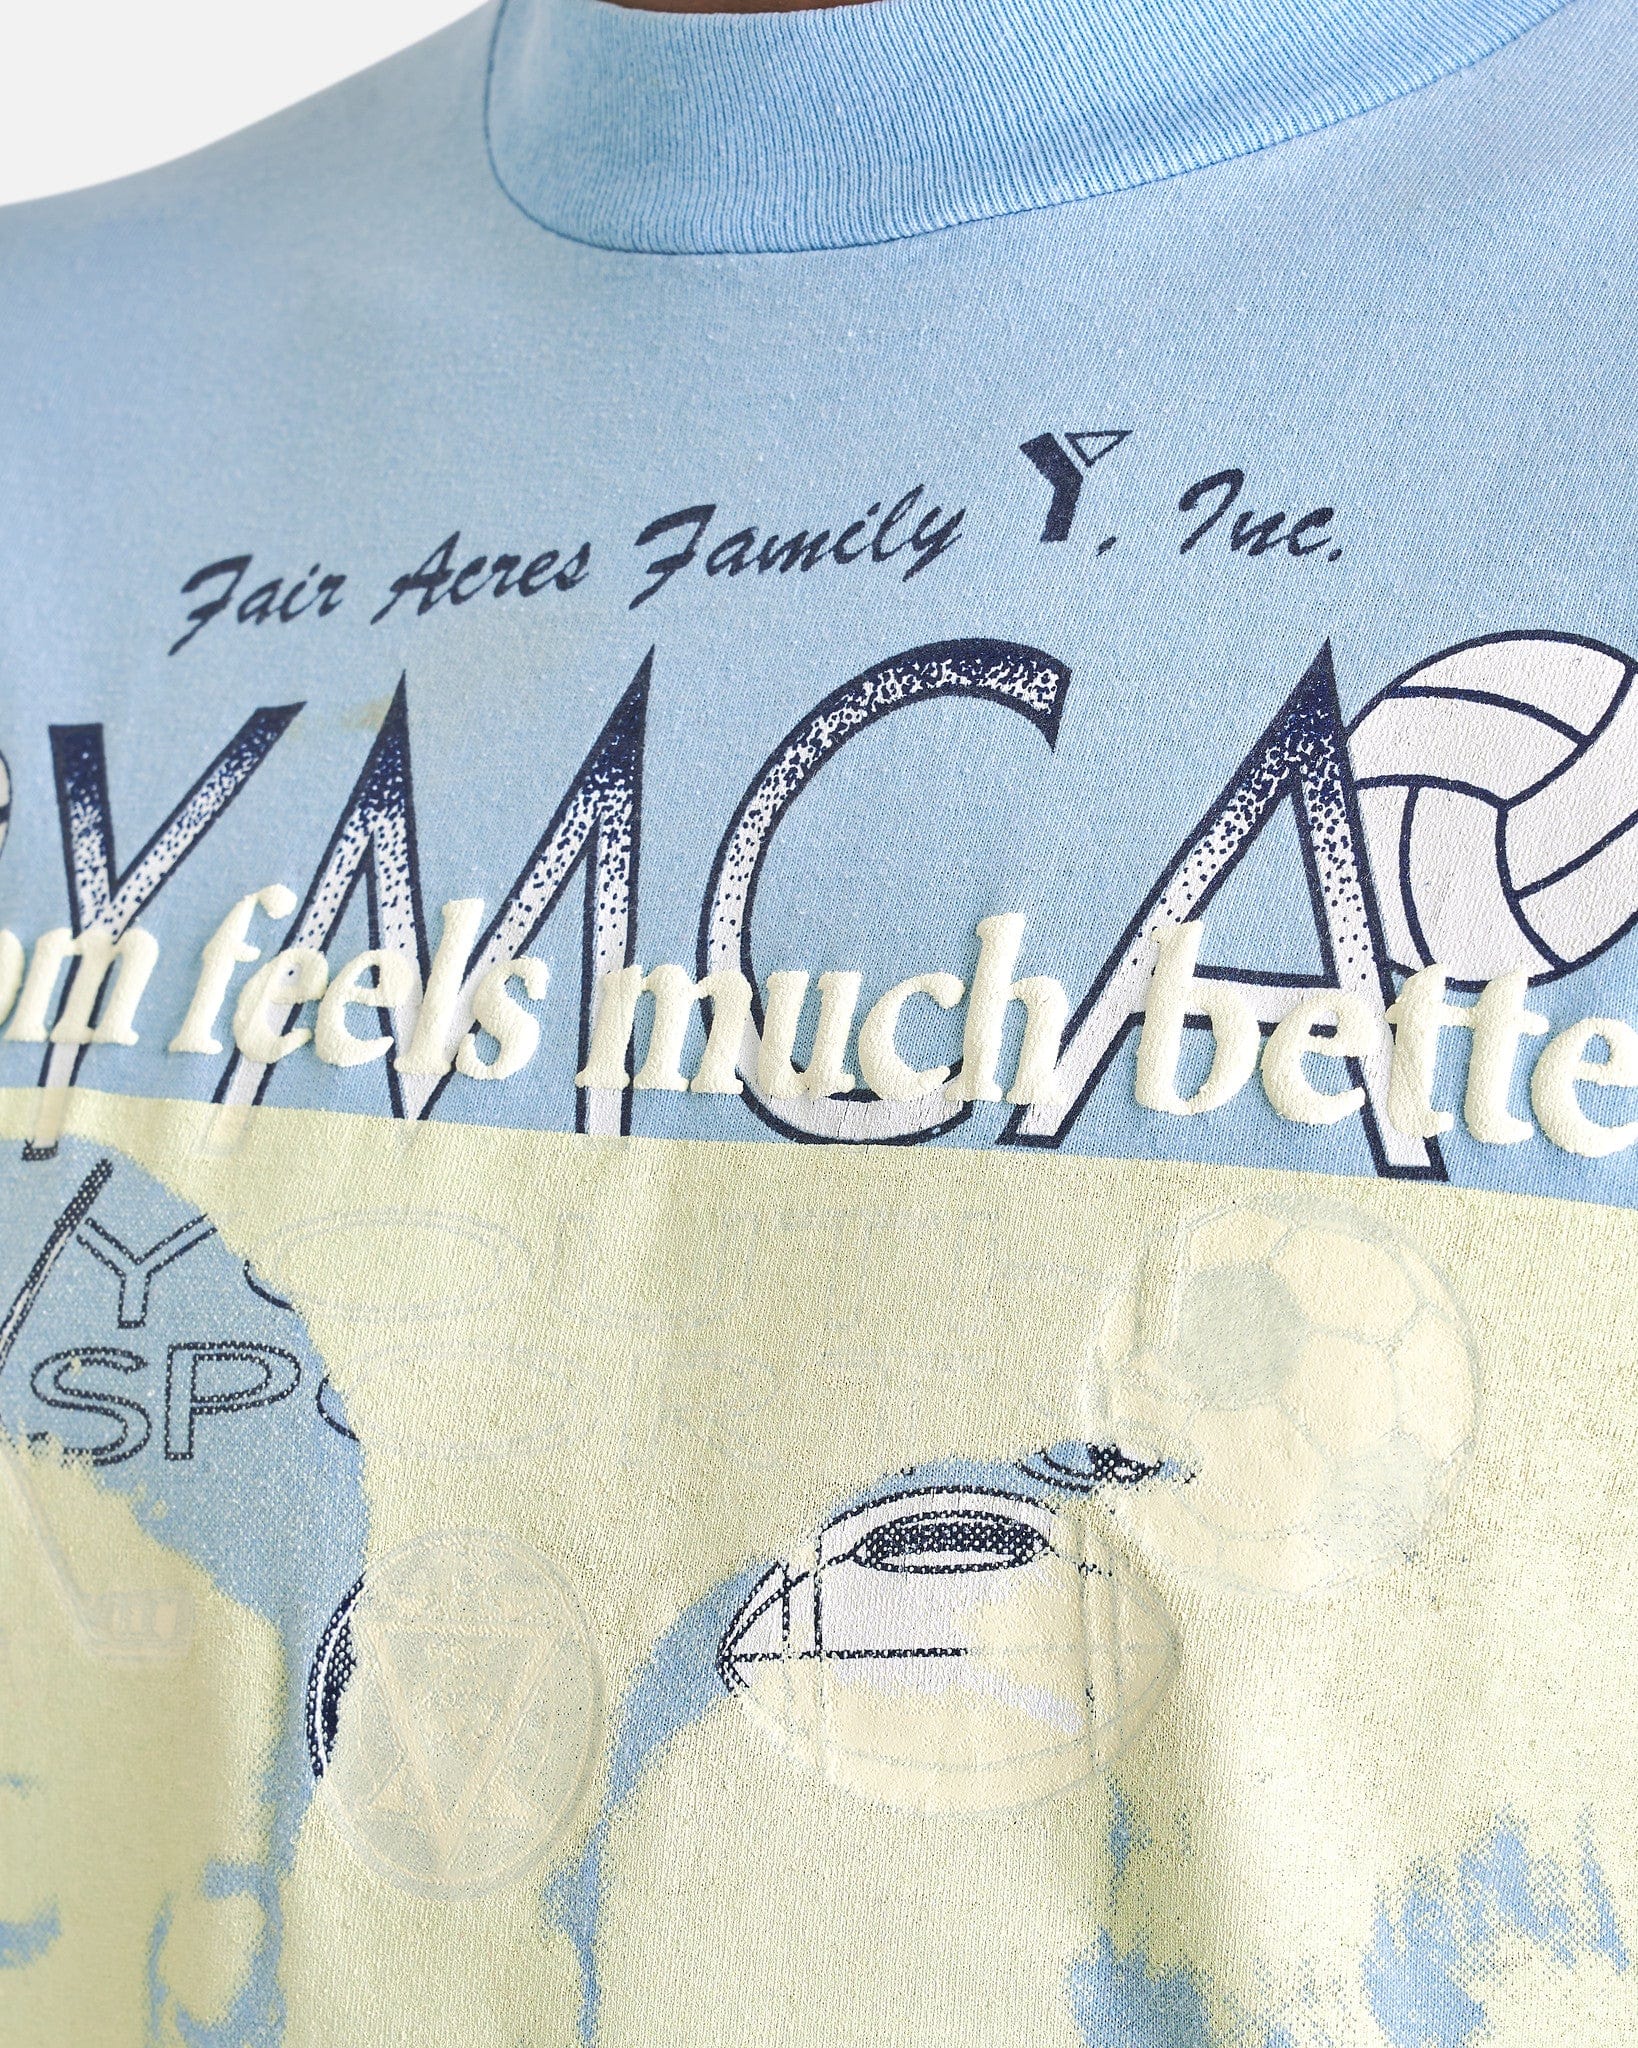 Fair Acres Family Y, Inc.
YMCA
om feels much bette
Y
SP